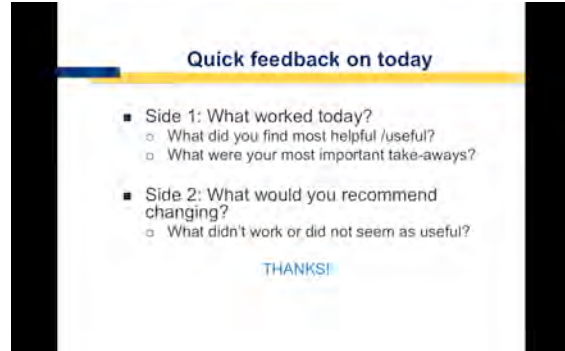 Quick feedback on today
■ Side 1: What worked today?
○ What did you find most helpful /useful?
○ What were your most important take-aways?
■ Side 2: What would you recommend
changing?
○ What didn't work or did not seem as useful?
THANKS!